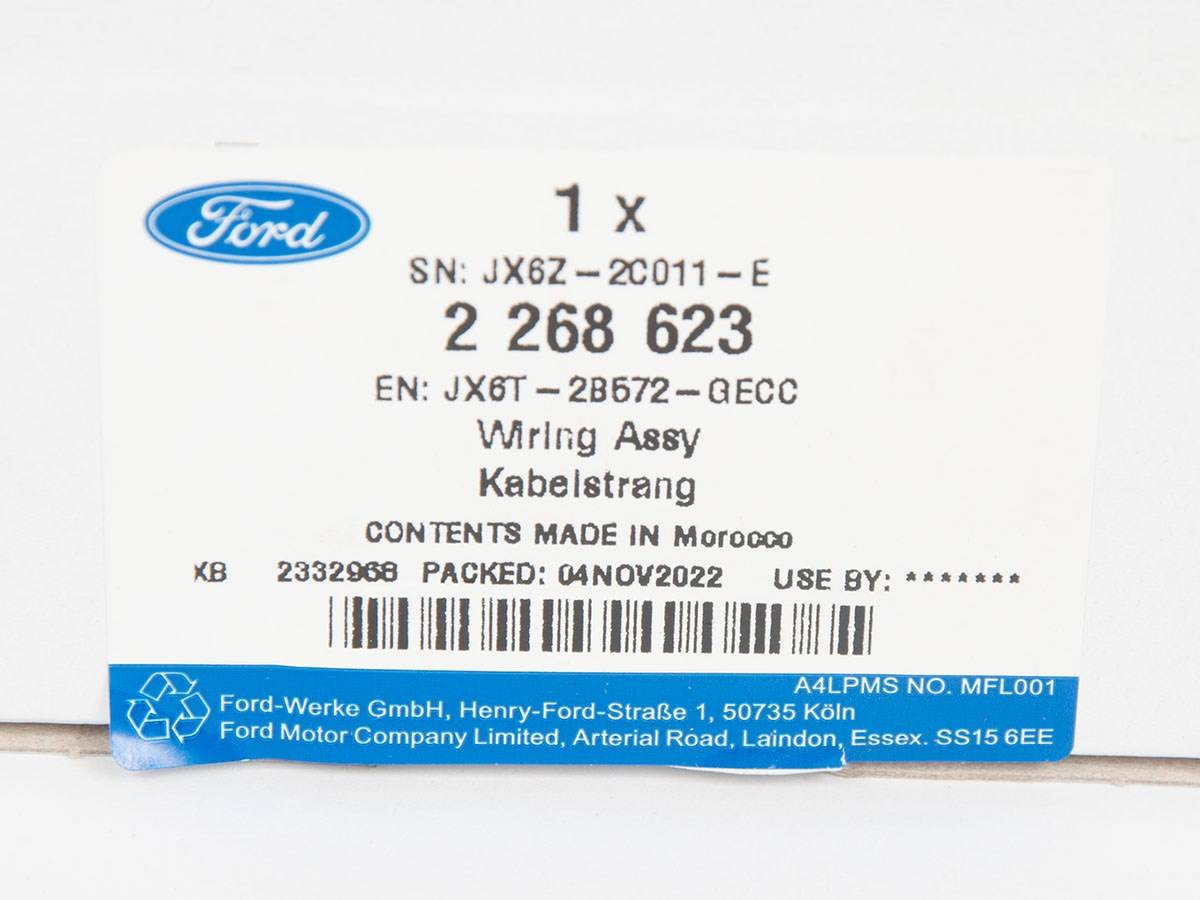 Ford
1 x
SN: JX6Z-2C011-E
2 268 623
EN: JX6T-2B572-GECC
Wiring Assy
Kabelstrang
CONTENTS MADE IN Morocco
KB 2332968 PACKED: 04NOV2022 USE BY: *******
A4LPMS NO. MFL001
Ford-Werke GmbH, Henry-Ford-Straße 1, 50735 Köln
Ford Motor Company Limited, Arterial Road, Laindon, Essex. SS15 6EE